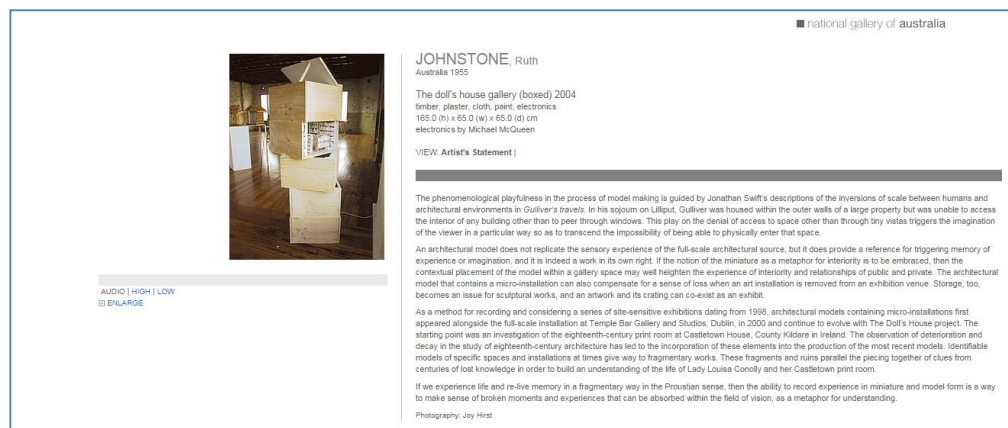 national gallery of australia
JOHNSTONE, Ruth
Australia 1955
The doll's house gallery (boxed) 2004
timber, plaster, cloth, paint, electronics
165.0 (h) x 65.0 (w) x 65.0 (d) cm
electronics by Michael McQueen
VIEW: Artist's Statement |
The phenomenological playfulness in the process of model making is guided by Jonathan Swift's descriptions of the inversions of scale between humans and
architectural environments in Gulliver's travels. In his sojourn on Lilliput, Gulliver was housed within the outer walls of a large property but was unable to access
the interior of any building other than to peer through windows. This play on the denial of access to space other than through tiny vistas triggers the imagination
of the viewer in a particular way so as to transcend the impossibility of being able to physically enter that space.
An architectural model does not replicate the sensory experience of the full-scale architectural source, but it does provide a reference for triggering memory of
experience or imagination, and it is indeed a work in its own right. If the notion of the miniature as a metaphor for interiority is to be embraced, then the
contextual placement of the model within a gallery space may well heighten the experience of interiority and relationships of public and private. The architectural
model that contains a micro-installation can also compensate for a sense of loss when an art installation is removed from an exhibition venue. Storage, too,
becomes an issue for sculptural works, and an artwork and its crating can co-exist as an exhibit.
As a method for recording and considering a series of site-sensitive exhibitions dating from 1998, architectural models containing micro-installations first
appeared alongside the full-scale installation at Temple Bar Gallery and Studios, Dublin, in 2000 and continue to evolve with The Doll's House project. The
starting point was an investigation of the eighteenth-century print room at Castletown House, County Kildare in Ireland. The observation of deterioration and
decay in the study of eighteenth-century architecture has led to the incorporation of these elements into the production of the most recent models. Identifiable
models of specific spaces and installations at times give way to fragmentary works. These fragments and ruins parallel the piecing together of clues from
centuries of lost knowledge in order to build an understanding of the life of Lady Louisa Conolly and her Castletown print room.
If we experience life and re-live memory in a fragmentary way in the Proustian sense, then the ability to record experience in miniature and model form is a way
to make sense of broken moments and experiences that can be absorbed within the field of vision, as a metaphor for understanding.
Photography: Joy Hirst
AUDIO | HIGH | LOW
ENLARGE